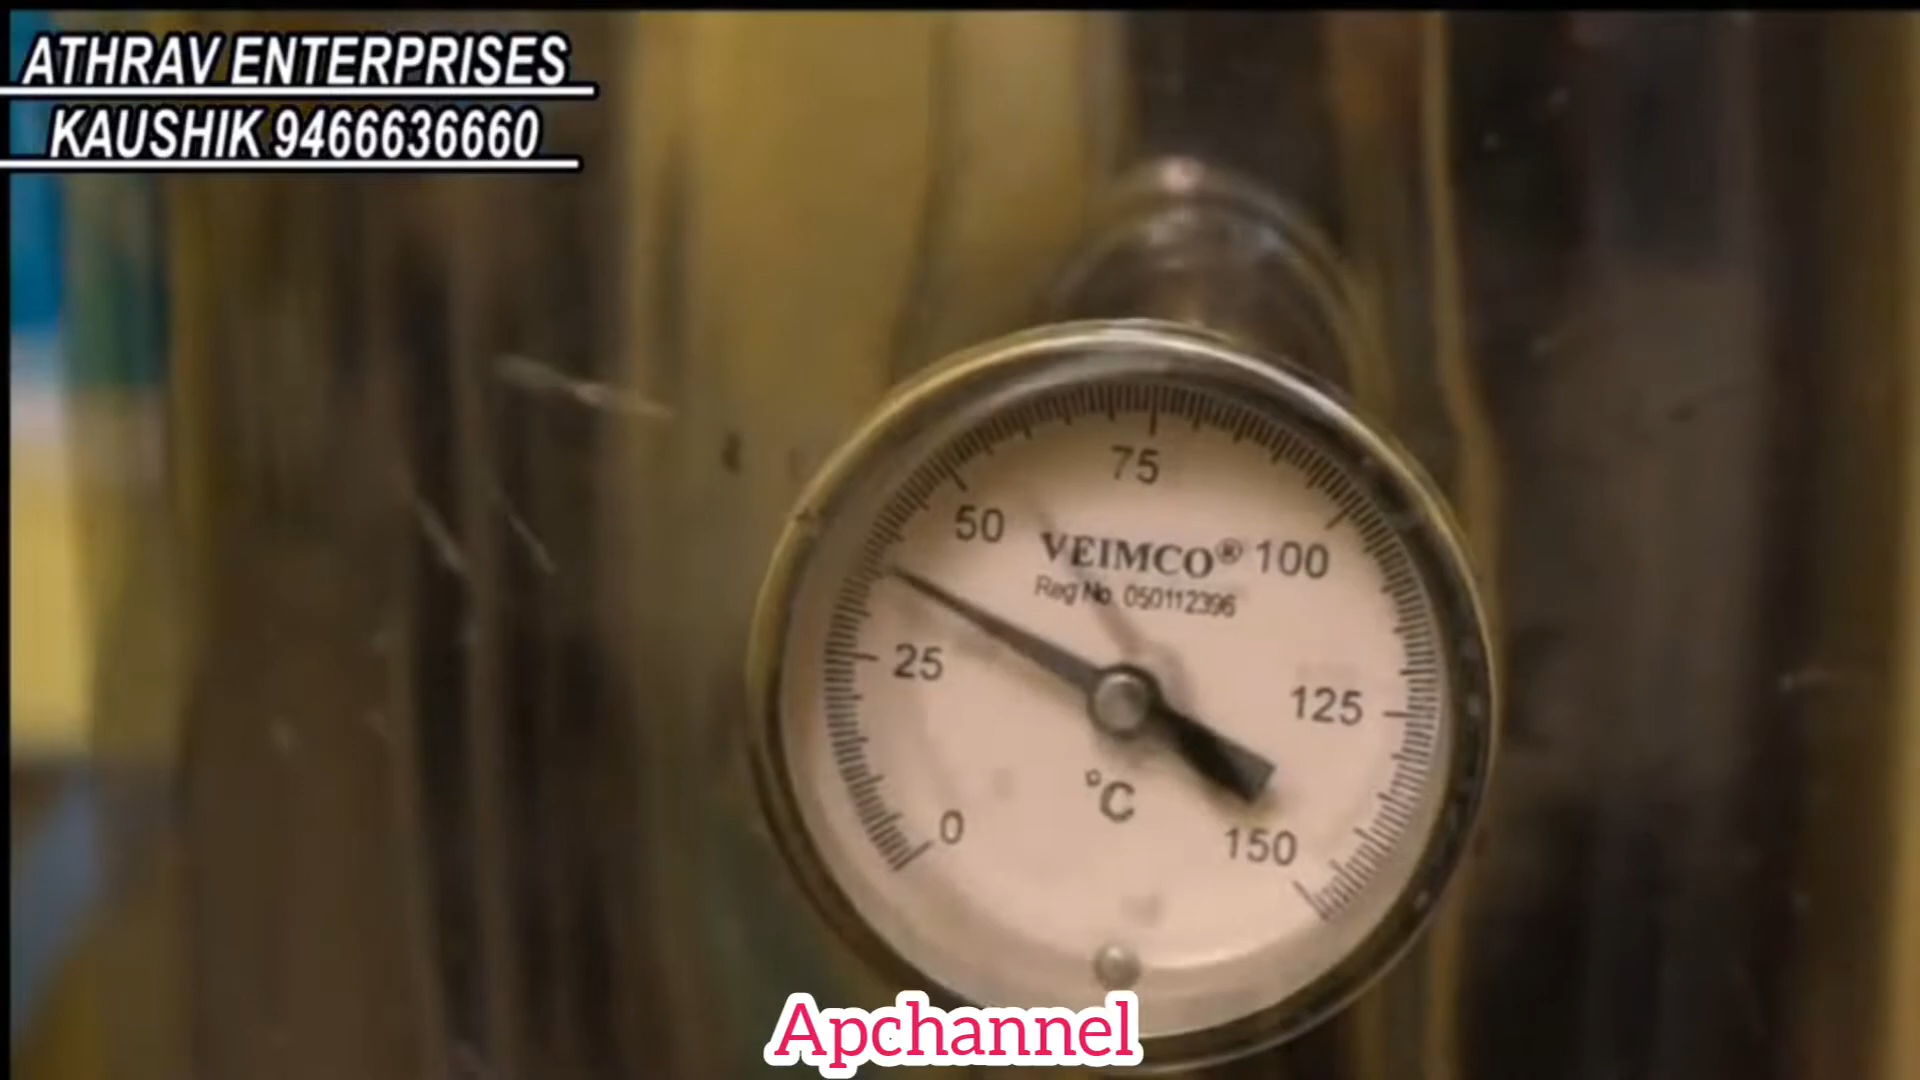 ATHRAV ENTERPRISES
KAUSHIK 9466636660
75
50
VEIMCO® 100
Reg No. 050112396
25
125
°C
0
150
Apchannel